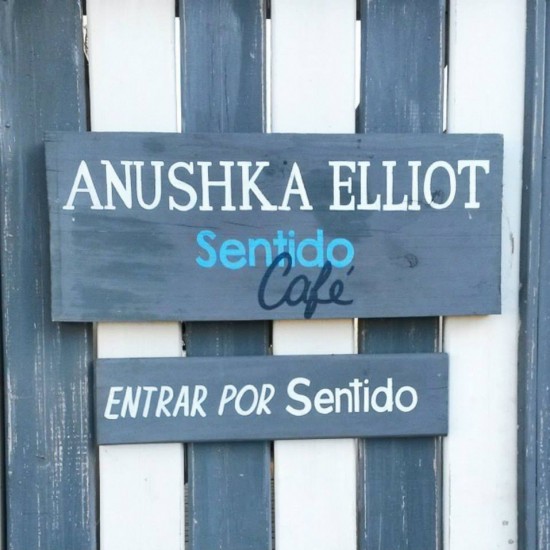 ANUSHKA ELLIOT
Sentido
Café
ENTRAR POR Sentido